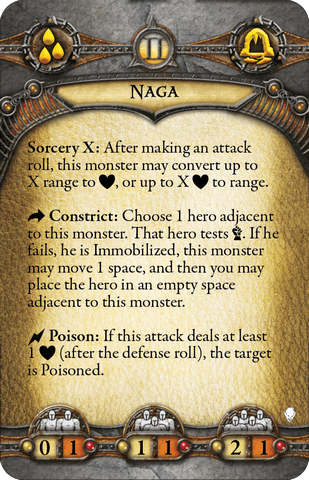 II
NAGA
Sorcery X: After making an attack
roll, this monster may convert up to
X range to ♥, or up to X ♥ to range.
Constrict: Choose 1 hero adjacent
to this monster. That hero tests . If he
fails, he is Immobilized, this monster
may move 1 space, and then you may
place the hero in an empty space
adjacent to this monster.
Poison: If this attack deals at least
1 ♥ (after the defense roll), the target
is Poisoned.
0 1 1 1 2 1